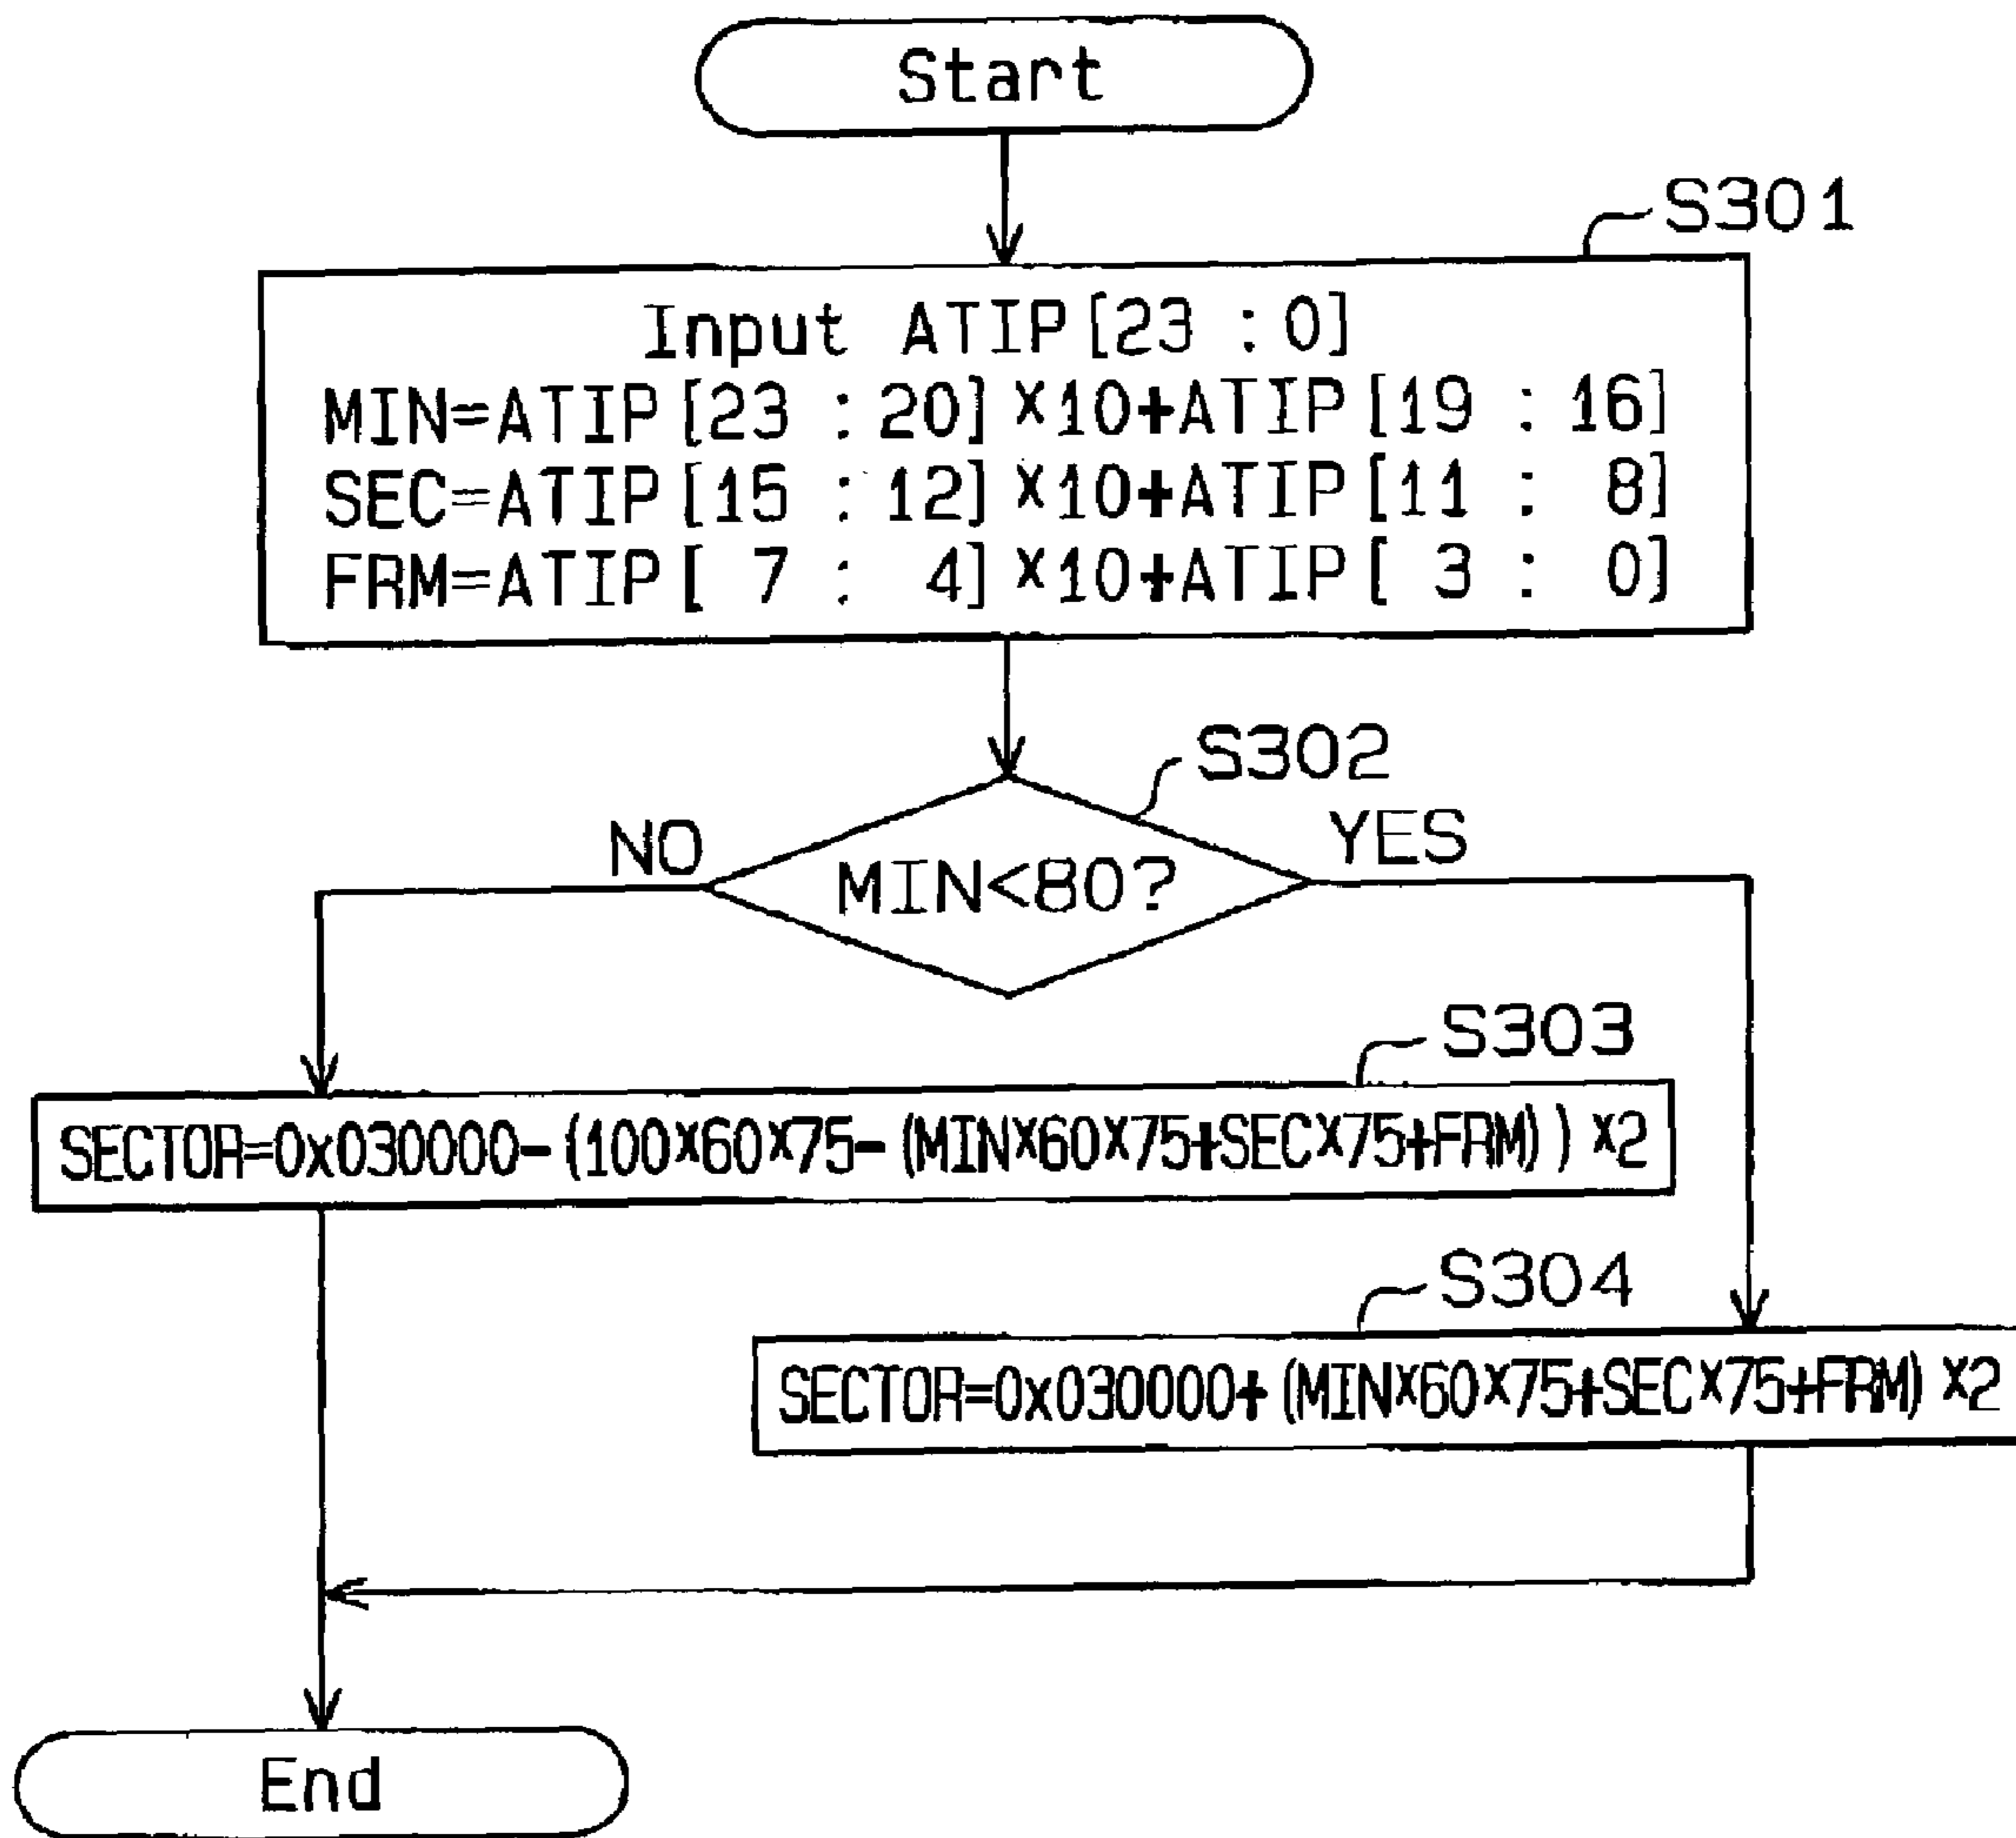 Start
S301
Input ATIP[23 : 0]
MIN=ATIP[23 : 20]×10+ATIP[19 : 16]
SEC=ATIP[15 : 12]×10+ATIP[11 : 8]
FRM=ATIP[ 7 : 4]×10+ATIP[ 3 : 0]
S302
NO
YES
MIN<80?
S303
SECTOR=0x030000-(100×60×75-(MIN×60×75+SEC×75+FRM))×2
S304
SECTOR=0x030000+(MIN×60×75+SEC×75+FRM)×2
End